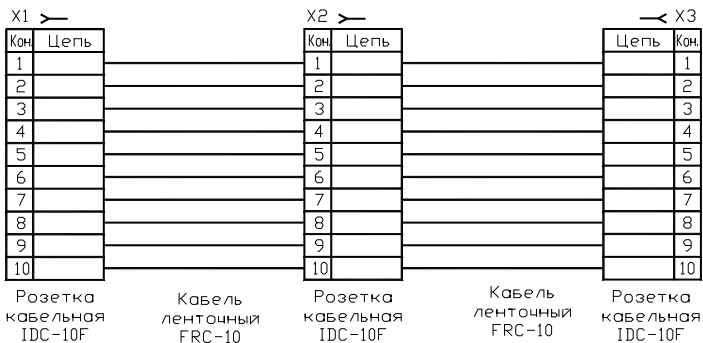 X1 X2 X3
Кон. Цепь Кон. Цепь Цепь Кон.
1 1 1
2 2 2
3 3 3
4 4 4
5 5 5
6 6 6
7 7 7
8 8 8
9 9 9
10 10 10
Розетка
кабельная
IDC-10F
Кабель
ленточный
FRC-10
Розетка
кабельная
IDC-10F
Кабель
ленточный
FRC-10
Розетка
кабельная
IDC-10F